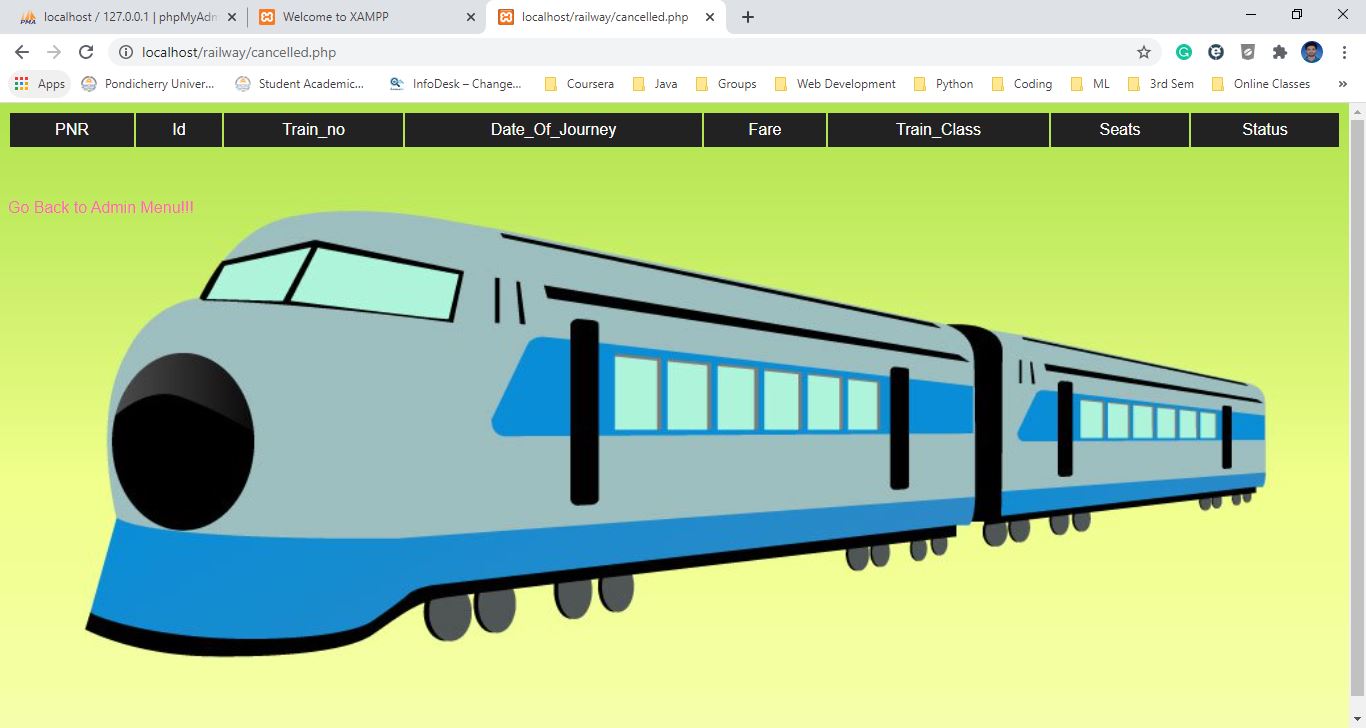 localhost / 127.0.0.1 | phpMyAdm
Welcome to XAMPP
localhost/railway/cancelled.php
localhost/railway/cancelled.php
Apps
Pondicherry Univer...
Student Academic...
InfoDesk – Change...
Coursera
Java
Groups
Web Development
Python
Coding
ML
3rd Sem
Online Classes
PNR Id Train_no Date_Of_Journey Fare Train_Class Seats Status
Go Back to Admin Menu!!!